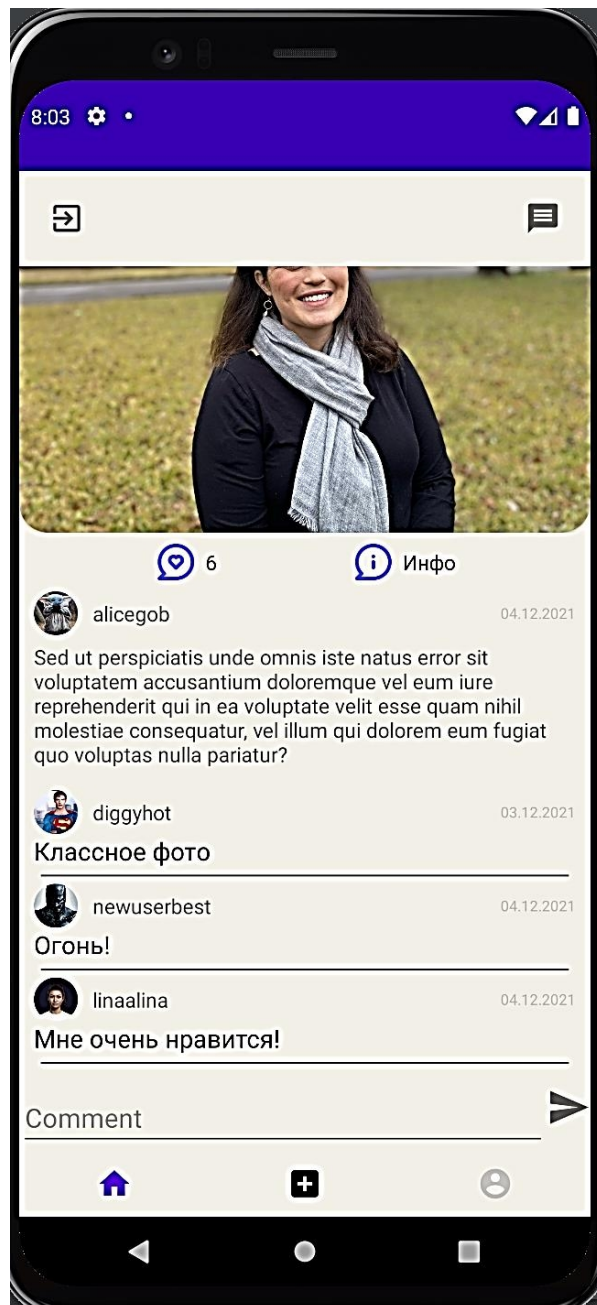 8:03
6 Инфо
alicegob 04.12.2021
Sed ut perspiciatis unde omnis iste natus error sit
voluptatem accusantium doloremque vel eum iure
reprehenderit qui in ea voluptate velit esse quam nihil
molestiae consequatur, vel illum qui dolorem eum fugiat
quo voluptas nulla pariatur?
diggyhot 03.12.2021
Классное фото
newuserbest 04.12.2021
Огонь!
linaalina 04.12.2021
Мне очень нравится!
Comment